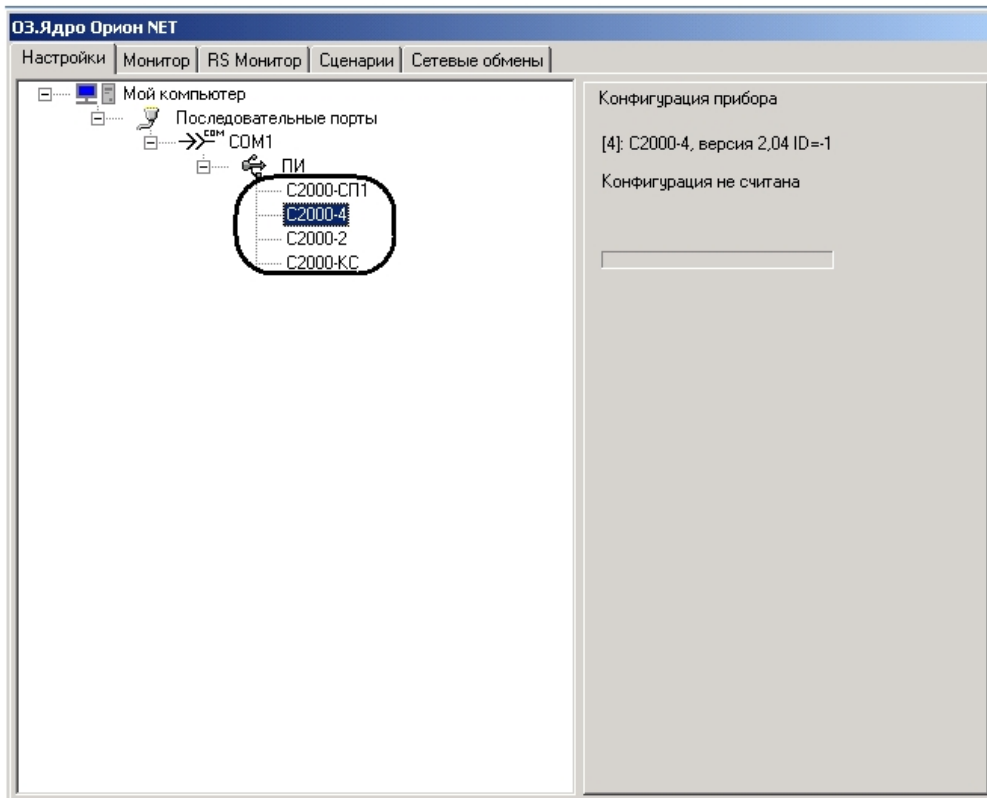 ОЗ.Ядро Орион NET
Настройки Монитор RS Монитор Сценарии Сетевые обмены
Мой компьютер
Последовательные порты
COM COM1
ПИ
С2000-СП1
С2000-4
С2000-2
С2000-КС
Конфигурация прибора
[4]: С2000-4, версия 2,04 ID=-1
Конфигурация не считана